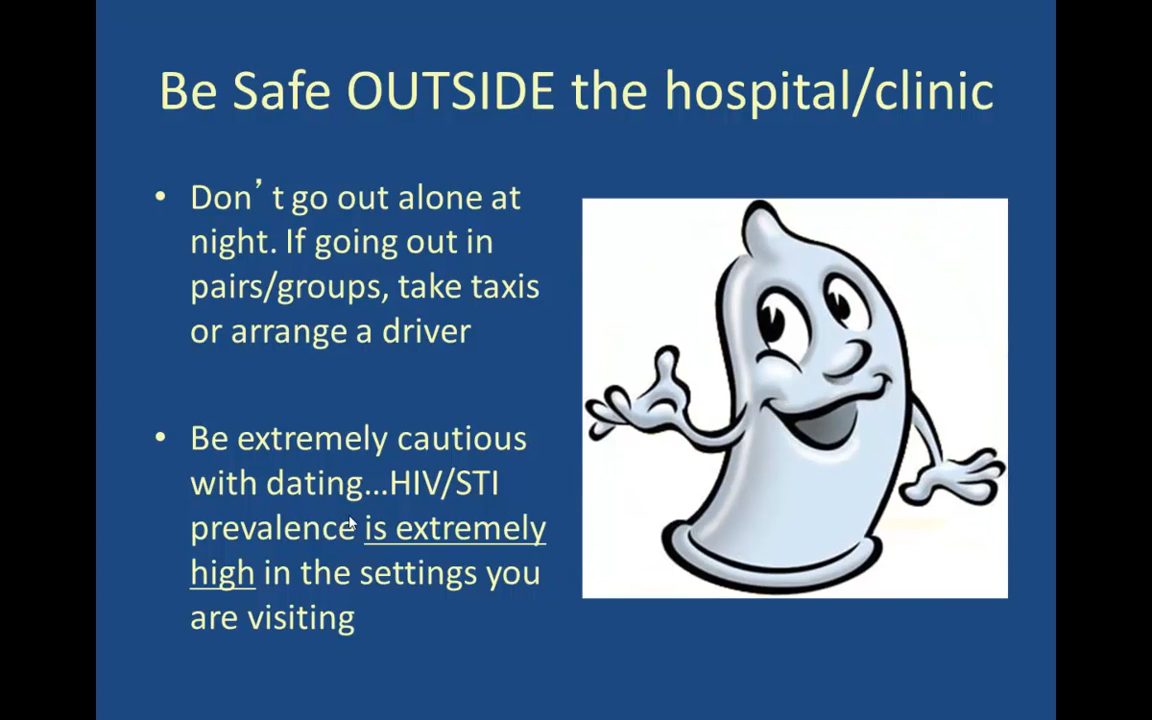 Be Safe OUTSIDE the hospital/clinic
• Don’t go out alone at
night. If going out in
pairs/groups, take taxis
or arrange a driver
• Be extremely cautious
with dating…HIV/STI
prevalence is extremely
high in the settings you
are visiting